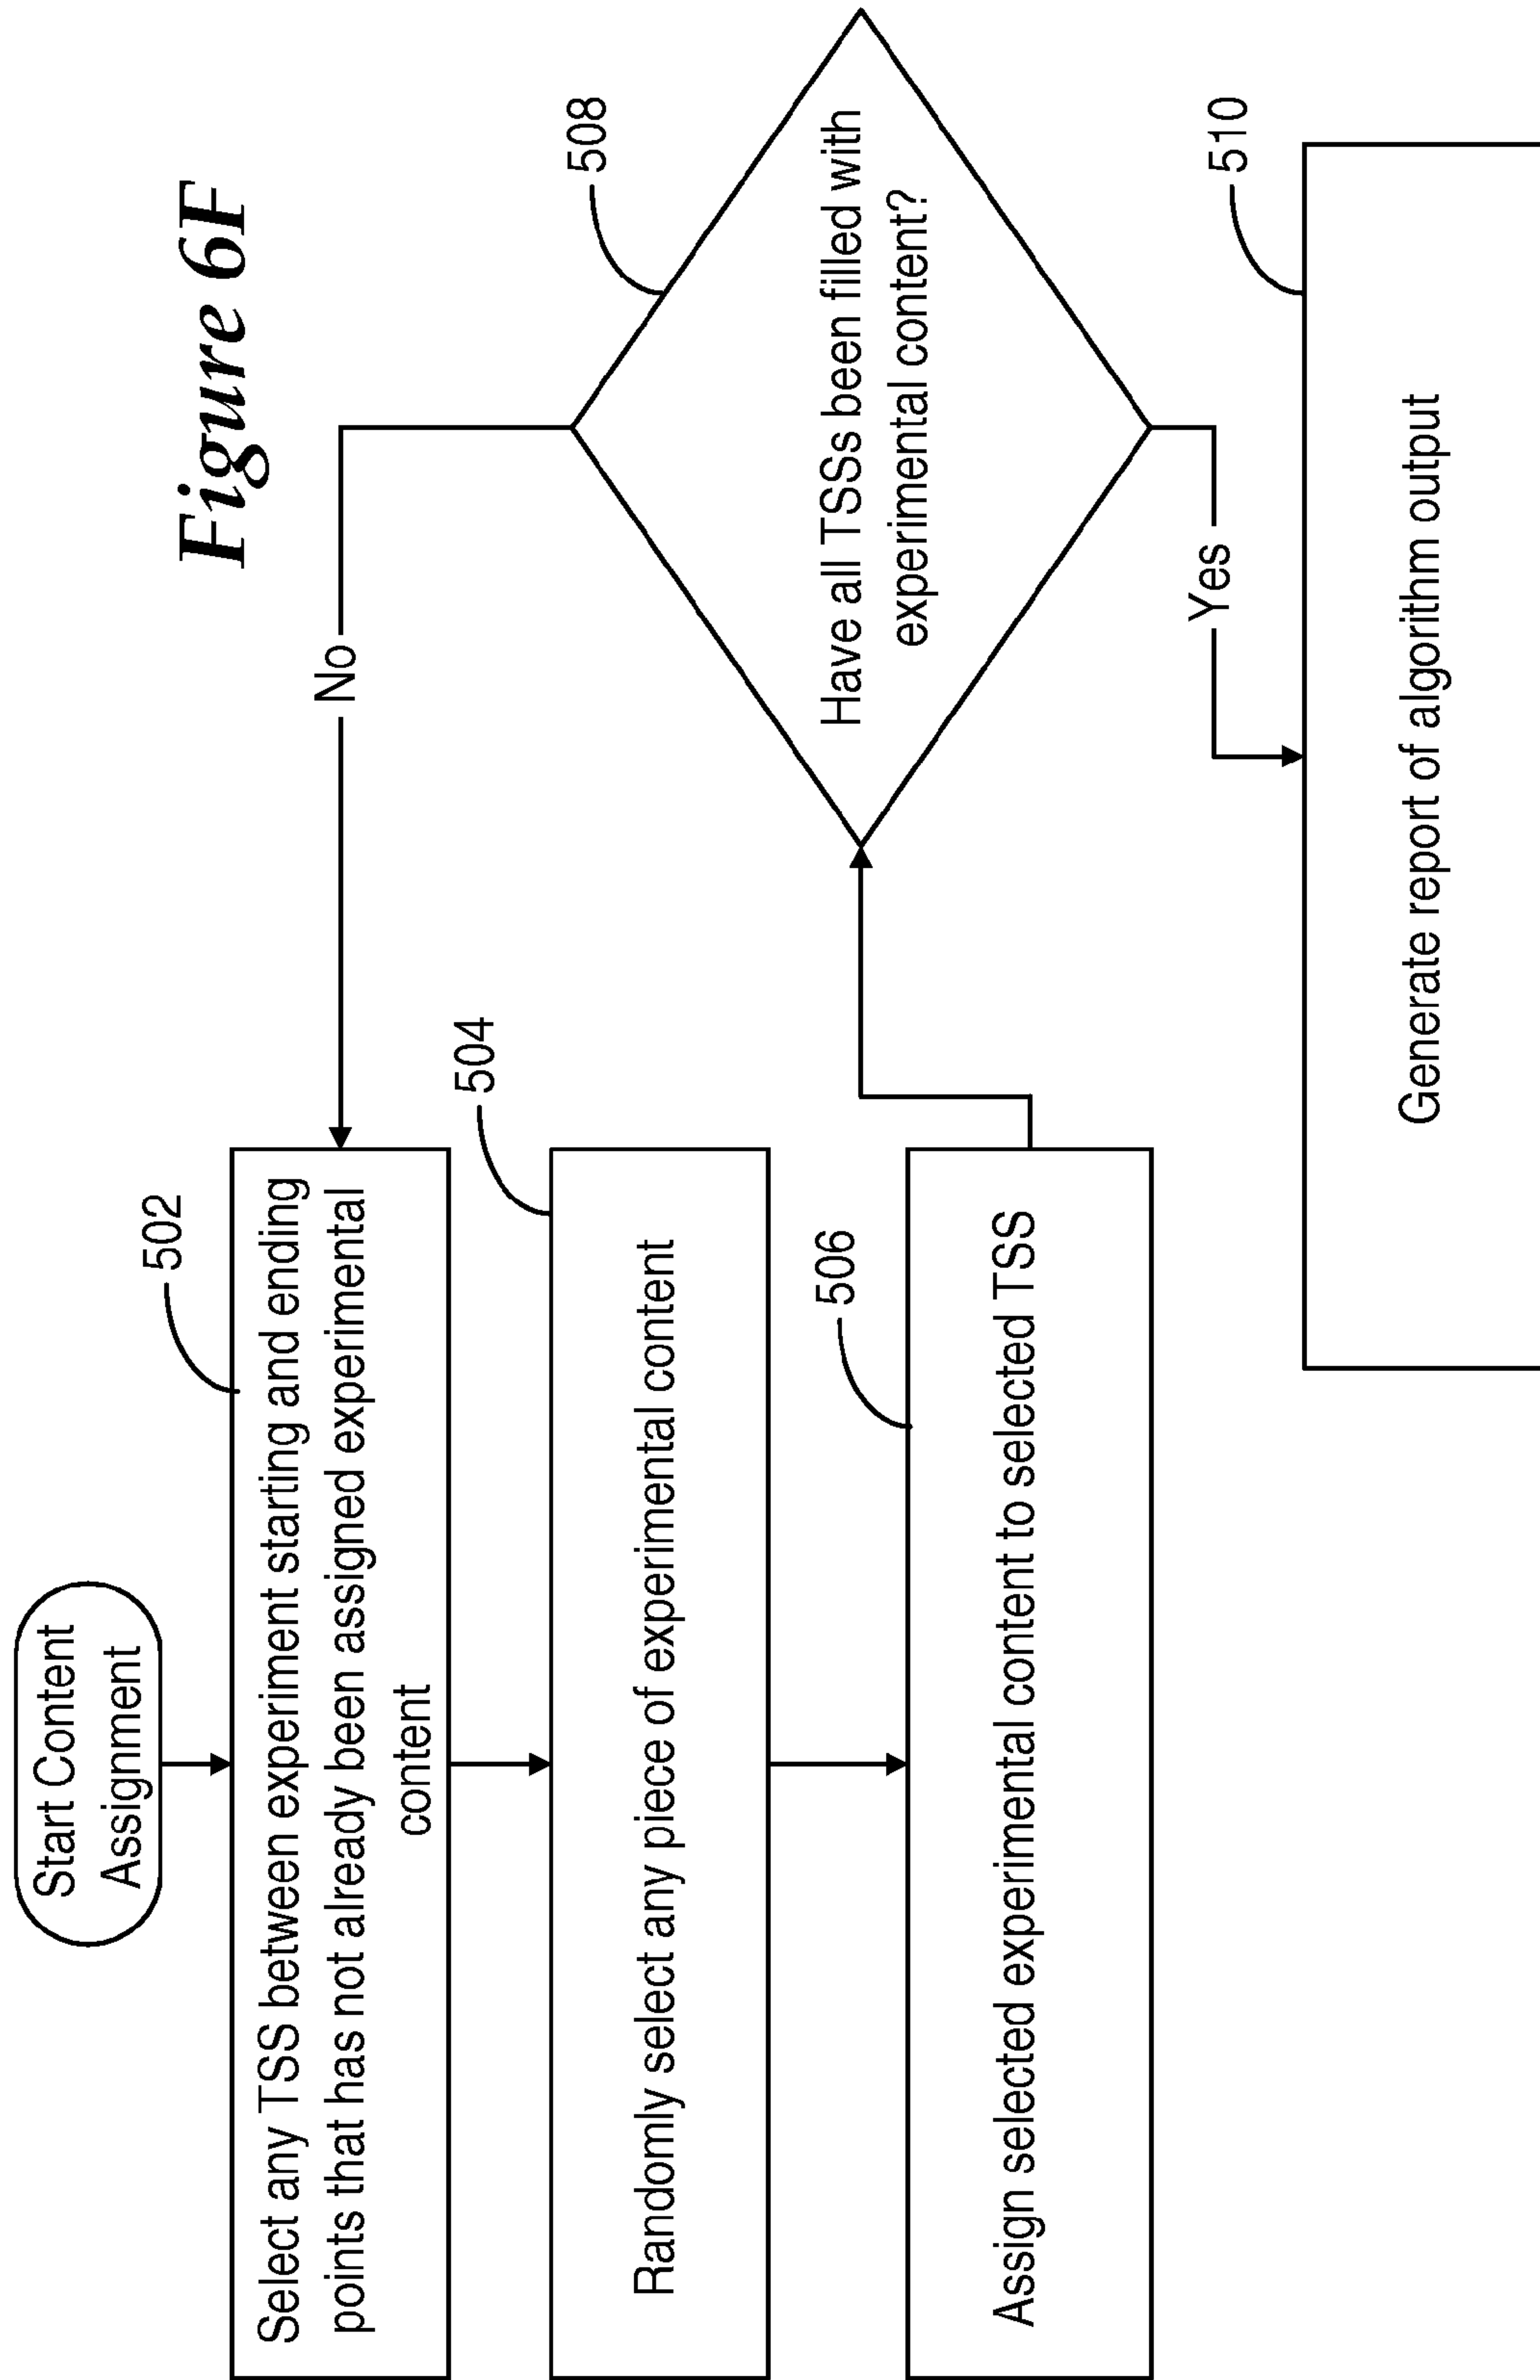 Figure 6F
Start Content
Assignment
502
Select any TSS between experiment starting and ending
points that has not already been assigned experimental
content
504
Randomly select any piece of experimental content
506
Assign selected experimental content to selected TSS
508
Have all TSSs been filled with
experimental content?
No
Yes
510
Generate report of algorithm output